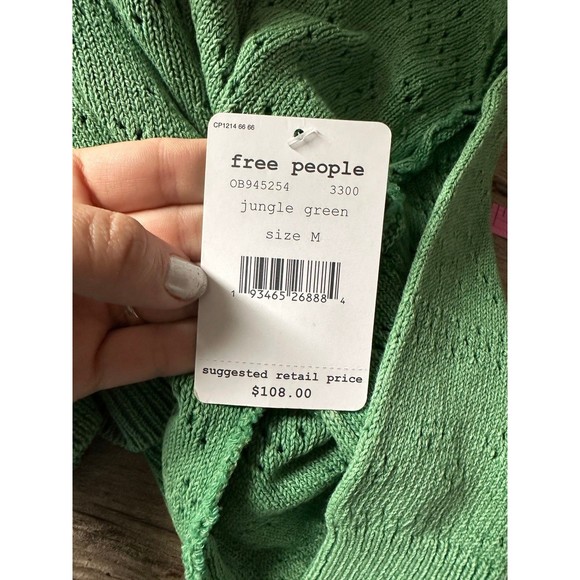 CP1214 66 66
free people
OB945254 3300
jungle green
size M
1 93465 26888 4
suggested retail price
$108.00